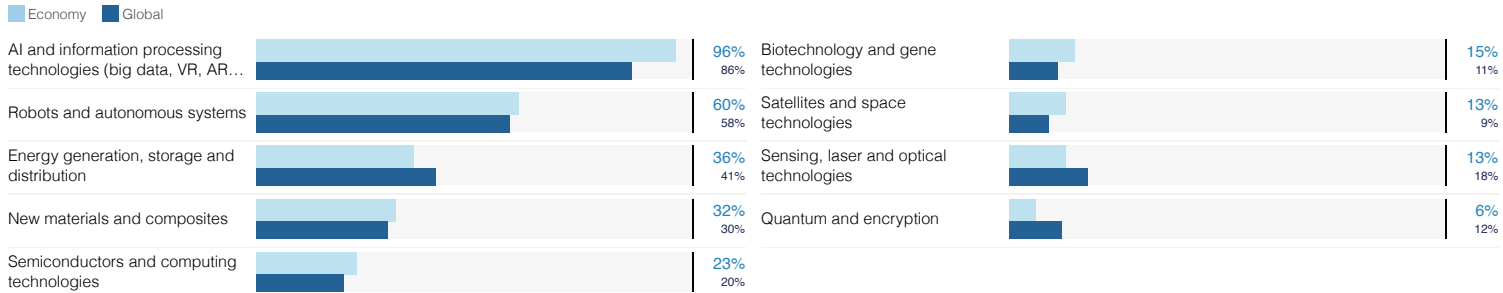 Economy Global
AI and information processing
technologies (big data, VR, AR…
96%
86%
Robots and autonomous systems
60%
58%
Energy generation, storage and
distribution
36%
41%
New materials and composites
32%
30%
Semiconductors and computing
technologies
23%
20%
Biotechnology and gene
technologies
15%
11%
Satellites and space
technologies
13%
9%
Sensing, laser and optical
technologies
13%
18%
Quantum and encryption
6%
12%